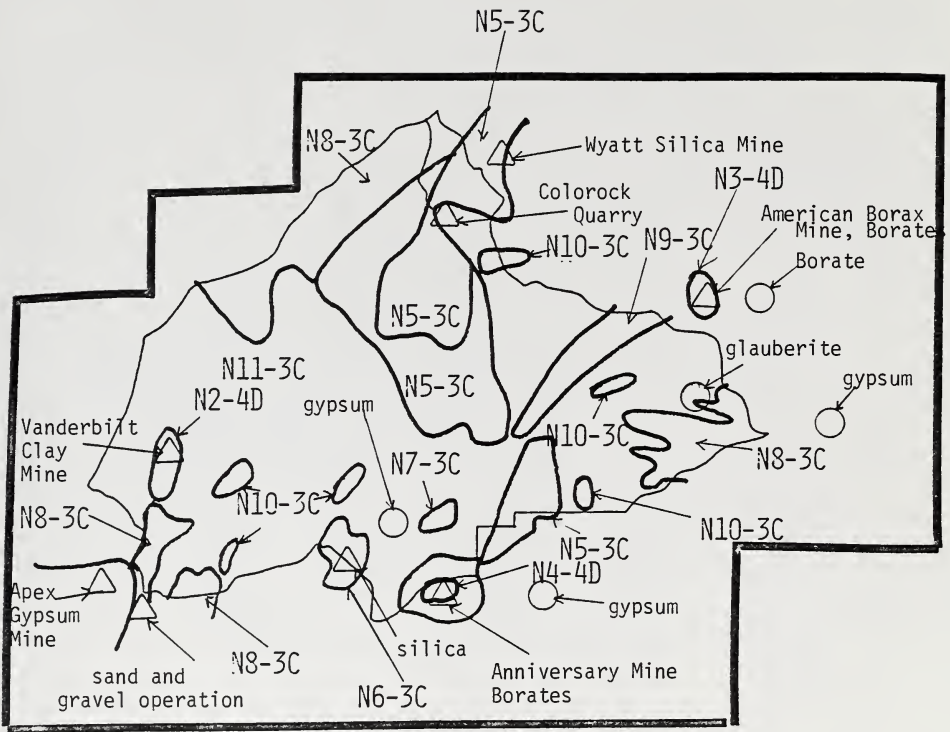 N5-3C
N8-3C
Wyatt Silica Mine
N3-4D
Colorock
Quarry
American Borax
Mine, Borates
N10-3C
N9-3C
Borate
N5-3C
glauberite
N11-3C
N5-3C
gypsum
N2-4D
gypsum
Vanderbilt
Clay
Mine
N10-3C
N7-3C
N8-3C
N10-3C
N8-3C
N10-3C
N5-3C
N4-4D
Apex
Gypsum
Mine
gypsum
silica
N8-3C
sand and
gravel operation
Anniversary Mine
Borates
N6-3C